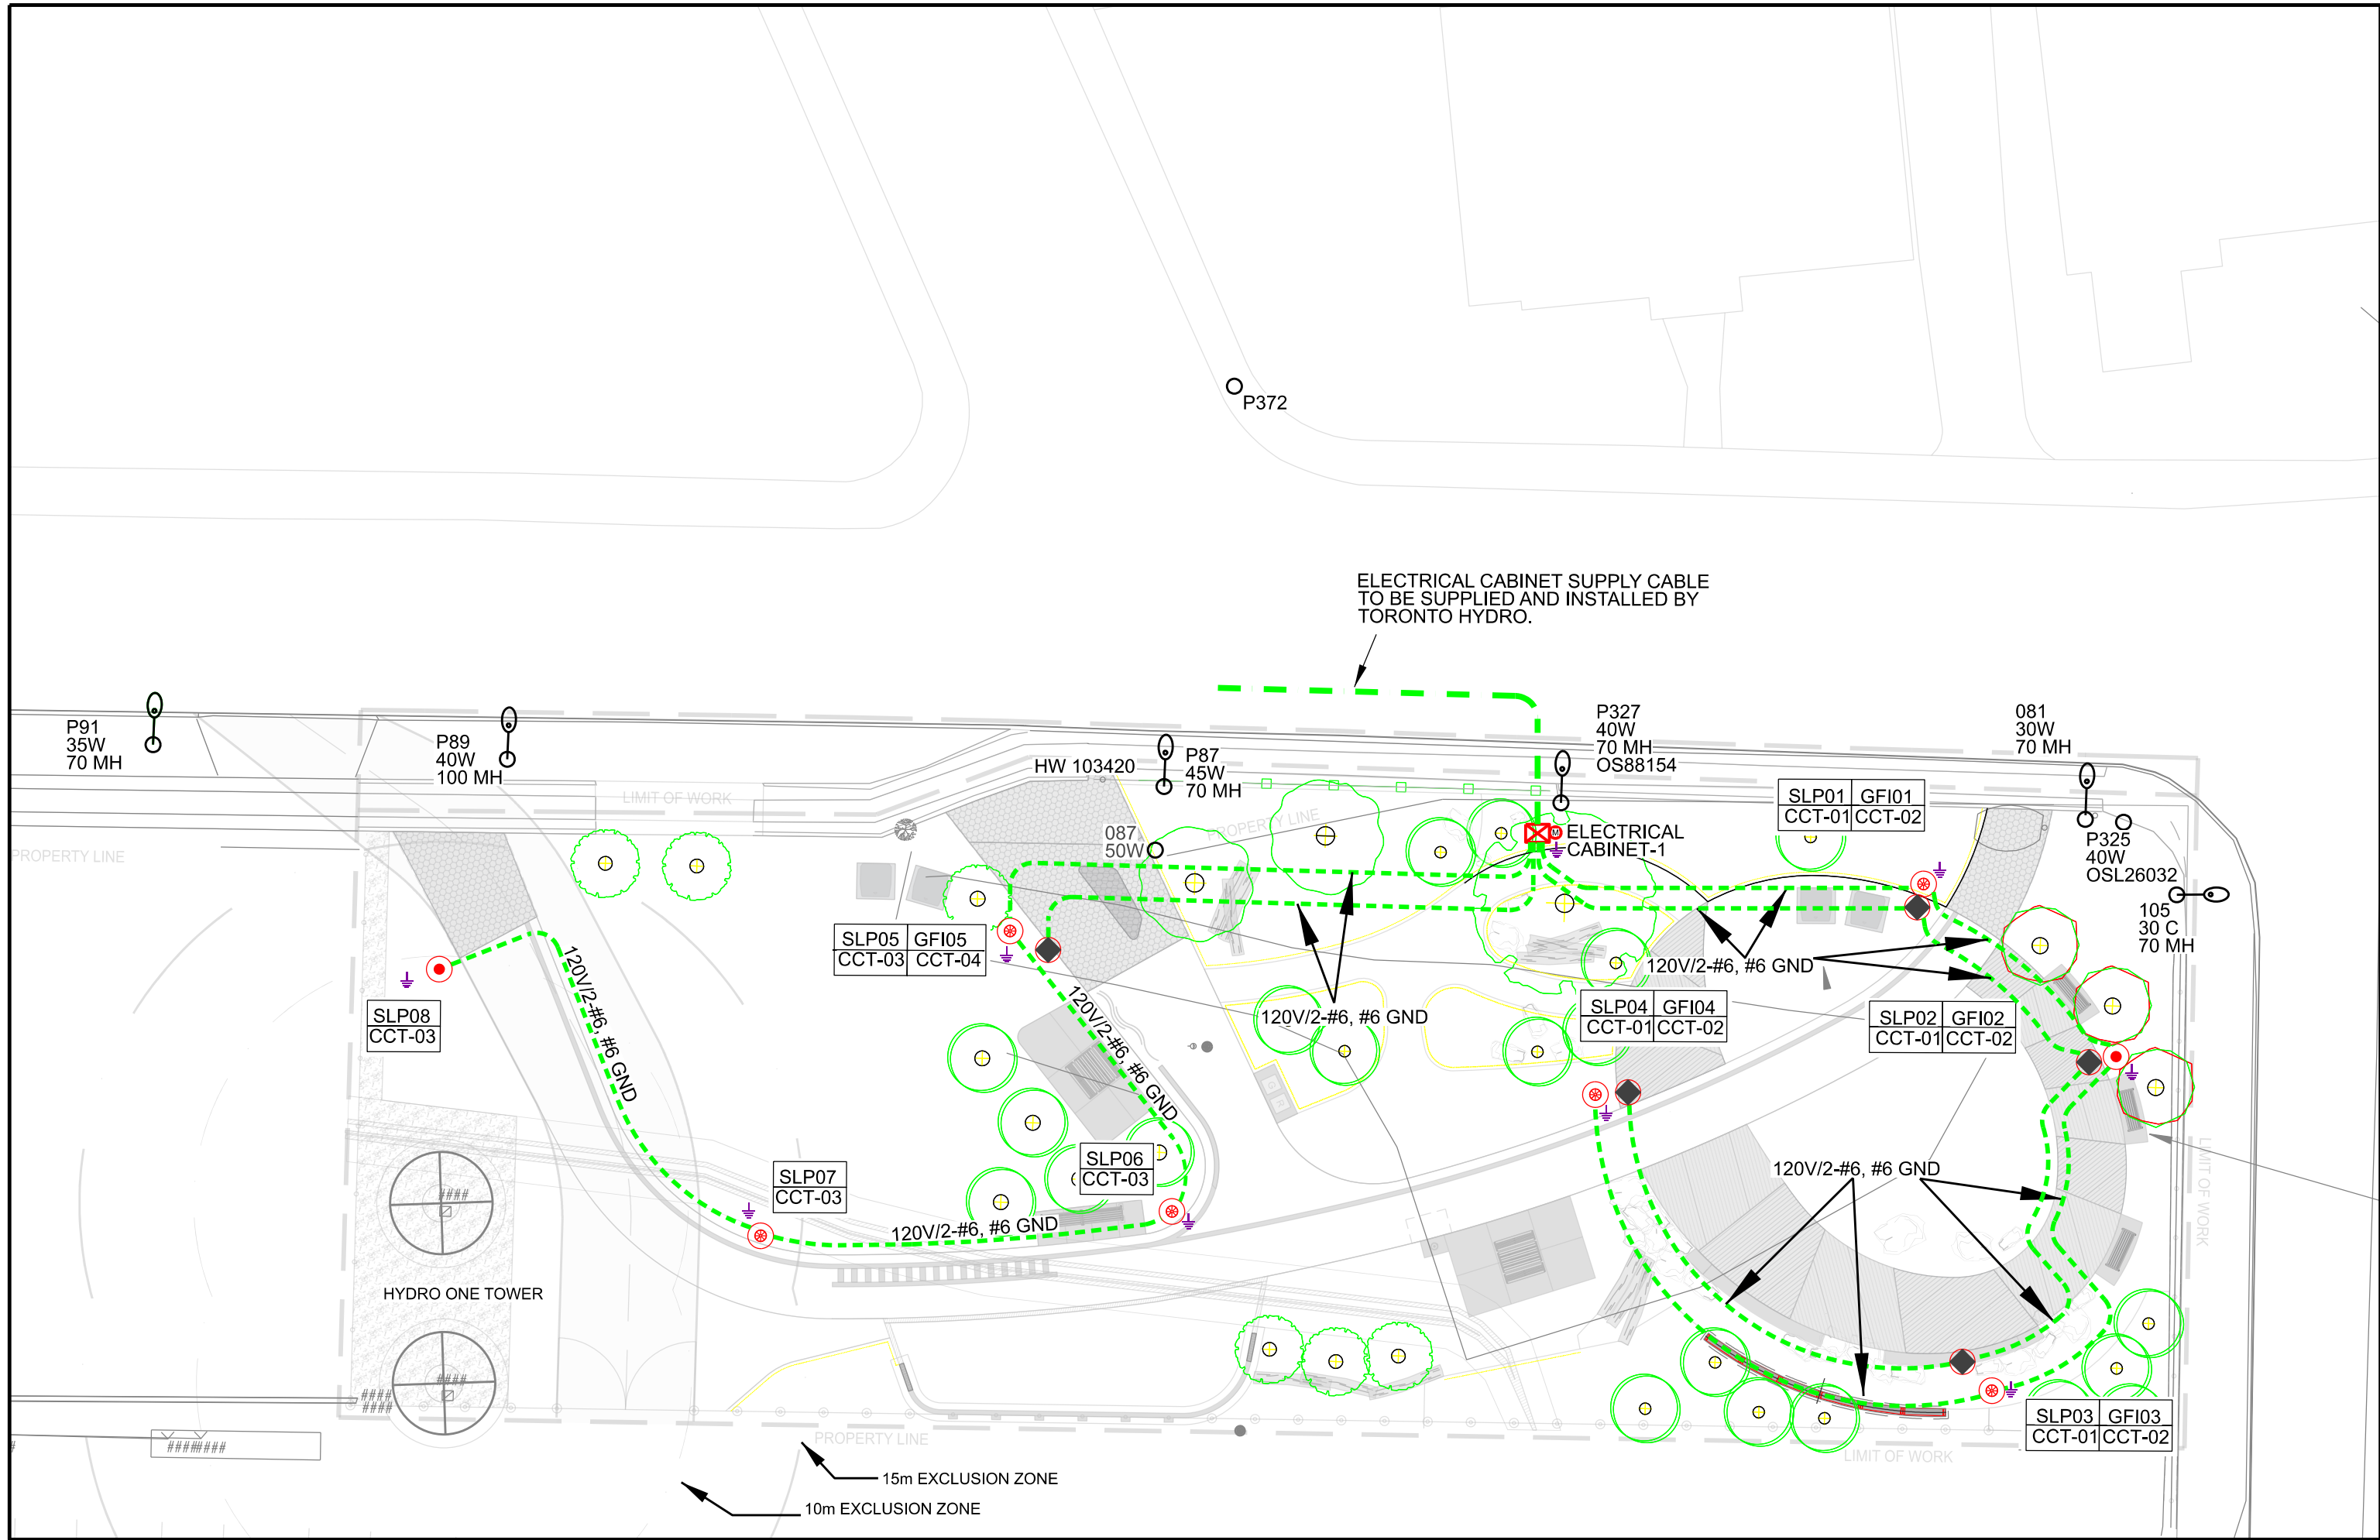 P372
ELECTRICAL CABINET SUPPLY CABLE
TO BE SUPPLIED AND INSTALLED BY
TORONTO HYDRO.
P91
35W
70 MH
P89
40W
100 MH
HW 103420
P87
45W
70 MH
P327
40W
70 MH
OS88154
081
30W
70 MH
LIMIT OF WORK
PROPERTY LINE
087
50W
ELECTRICAL
CABINET-1
SLP01 GFI01
CCT-01 CCT-02
P325
40W
OSL26032
105
30 C
70 MH
PROPERTY LINE
SLP05 GFI05
CCT-03 CCT-04
120V/2-#6, #6 GND
120V/2-#6, #6 GND
120V/2-#6, #6 GND
120V/2-#6, #6 GND
SLP08
CCT-03
SLP04 GFI04
CCT-01 CCT-02
SLP02 GFI02
CCT-01 CCT-02
SLP07
CCT-03
SLP06
CCT-03
120V/2-#6, #6 GND
120V/2-#6, #6 GND
LIMIT OF WORK
####
HYDRO ONE TOWER
####
####
####
########
#
PROPERTY LINE
SLP03 GFI03
CCT-01 CCT-02
LIMIT OF WORK
15m EXCLUSION ZONE
10m EXCLUSION ZONE
M